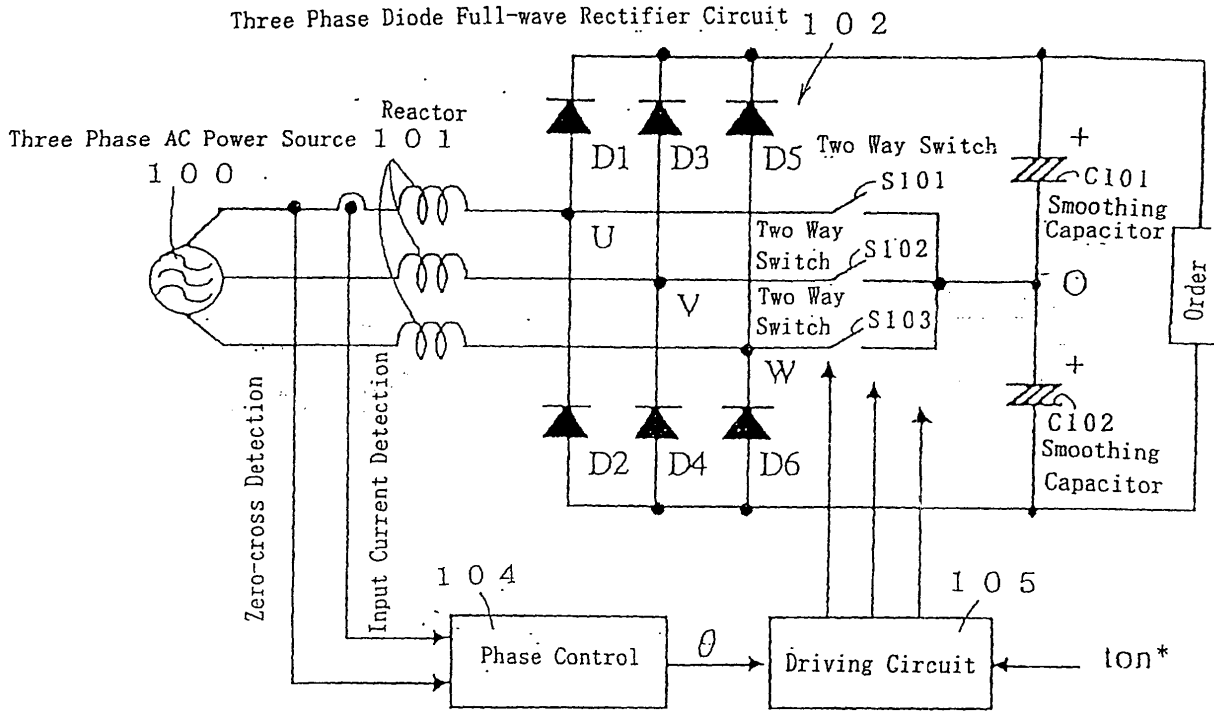 Three Phase Diode Full-wave Rectifier Circuit 102
Reactor
Three Phase AC Power Source 101
100
D1 D3 D5
Two Way Switch
S101
C101
Smoothing
Capacitor
+
U
Two Way
Switch
S102
V
Two Way
Switch
S103
O
Order
W
+
C102
Smoothing
Capacitor
D2 D4 D6
Zero-cross Detection
Input Current Detection
104
105
Phase Control
θ
Driving Circuit
ton*